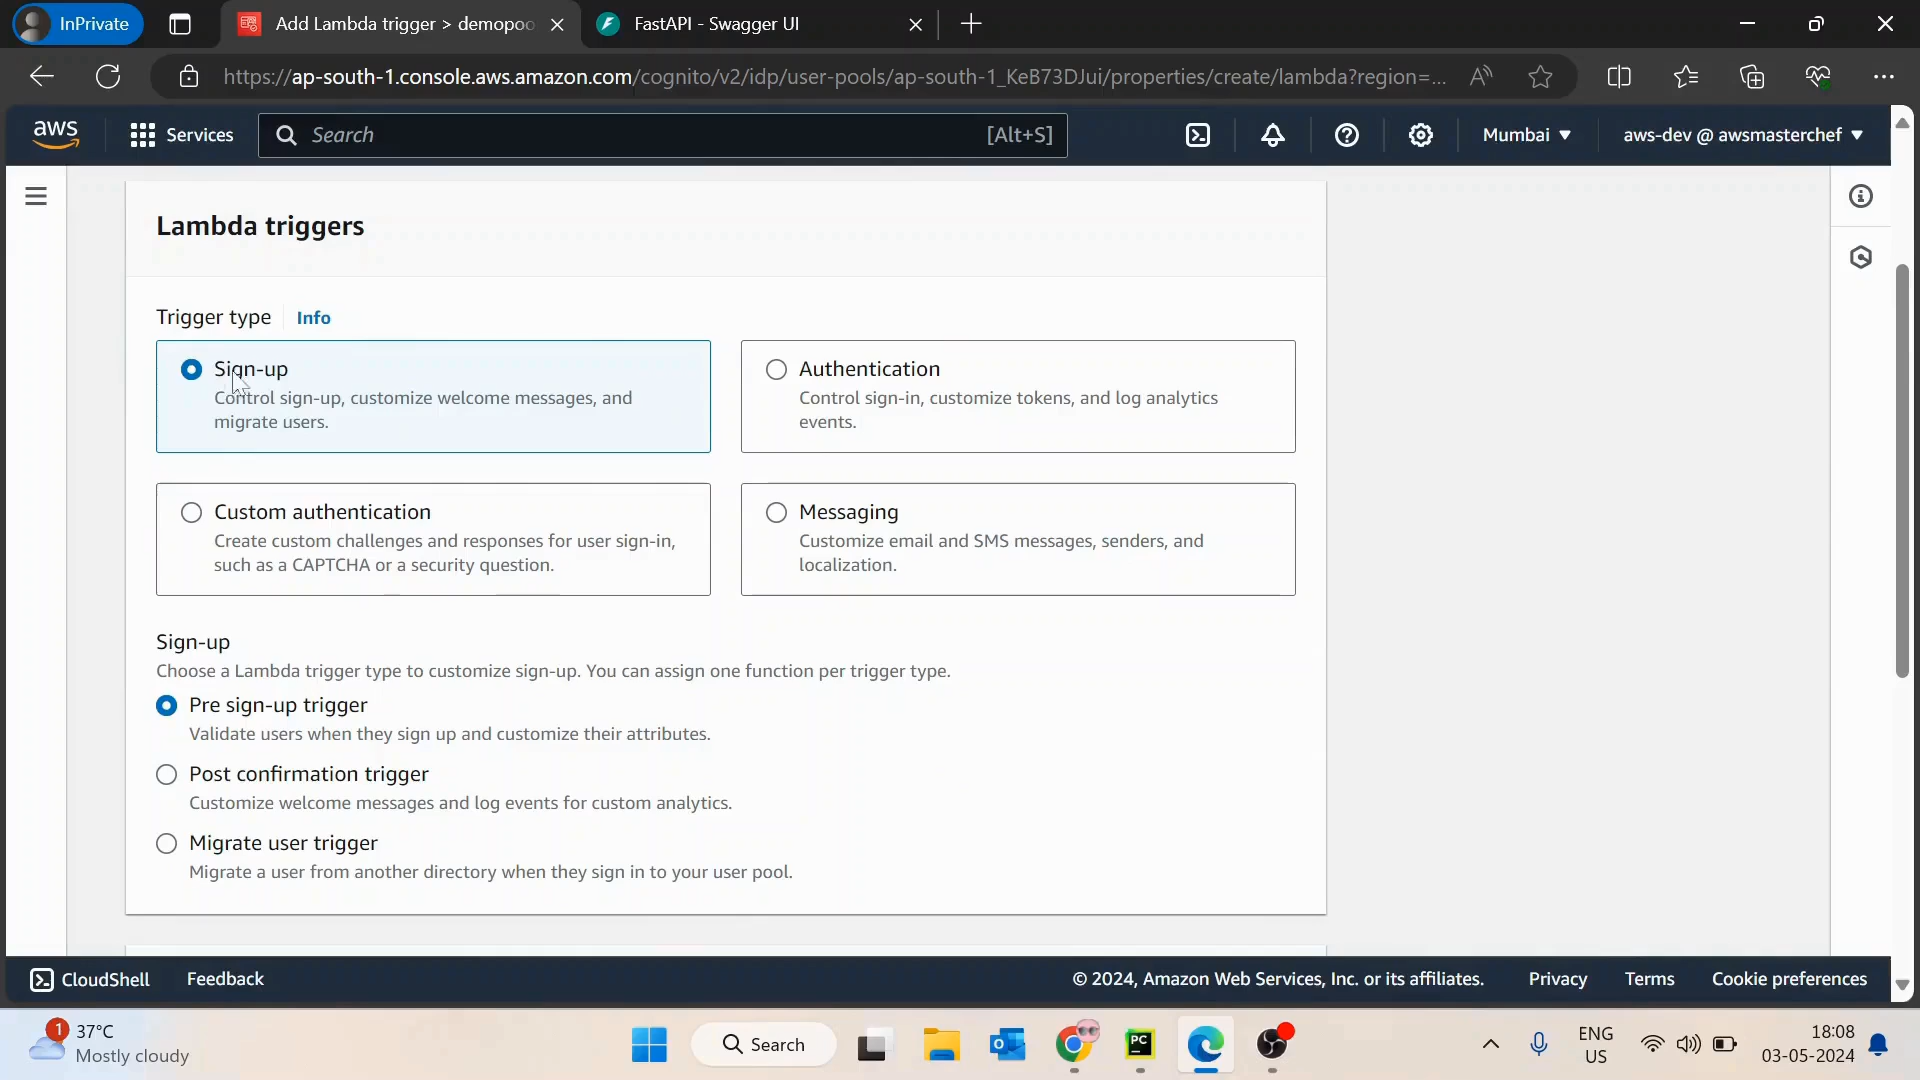 InPrivate
Add Lambda trigger > demopoo
FastAPI - Swagger UI
https://ap-south-1.console.aws.amazon.com/cognito/v2/idp/user-pools/ap-south-1_KeB73DJui/properties/create/lambda?region=...
aws
Services
Search
[Alt+S]
Mumbai
aws-dev @ awsmasterchef
Lambda triggers
Trigger type
Info
Sign-up
Control sign-up, customize welcome messages, and
migrate users.
Authentication
Control sign-in, customize tokens, and log analytics
events.
Custom authentication
Create custom challenges and responses for user sign-in,
such as a CAPTCHA or a security question.
Messaging
Customize email and SMS messages, senders, and
localization.
Sign-up
Choose a Lambda trigger type to customize sign-up. You can assign one function per trigger type.
Pre sign-up trigger
Validate users when they sign up and customize their attributes.
Post confirmation trigger
Customize welcome messages and log events for custom analytics.
Migrate user trigger
Migrate a user from another directory when they sign in to your user pool.
CloudShell
Feedback
© 2024, Amazon Web Services, Inc. or its affiliates.
Privacy
Terms
Cookie preferences
1
37°C
Mostly cloudy
Search
PC
ENG
US
18:08
03-05-2024